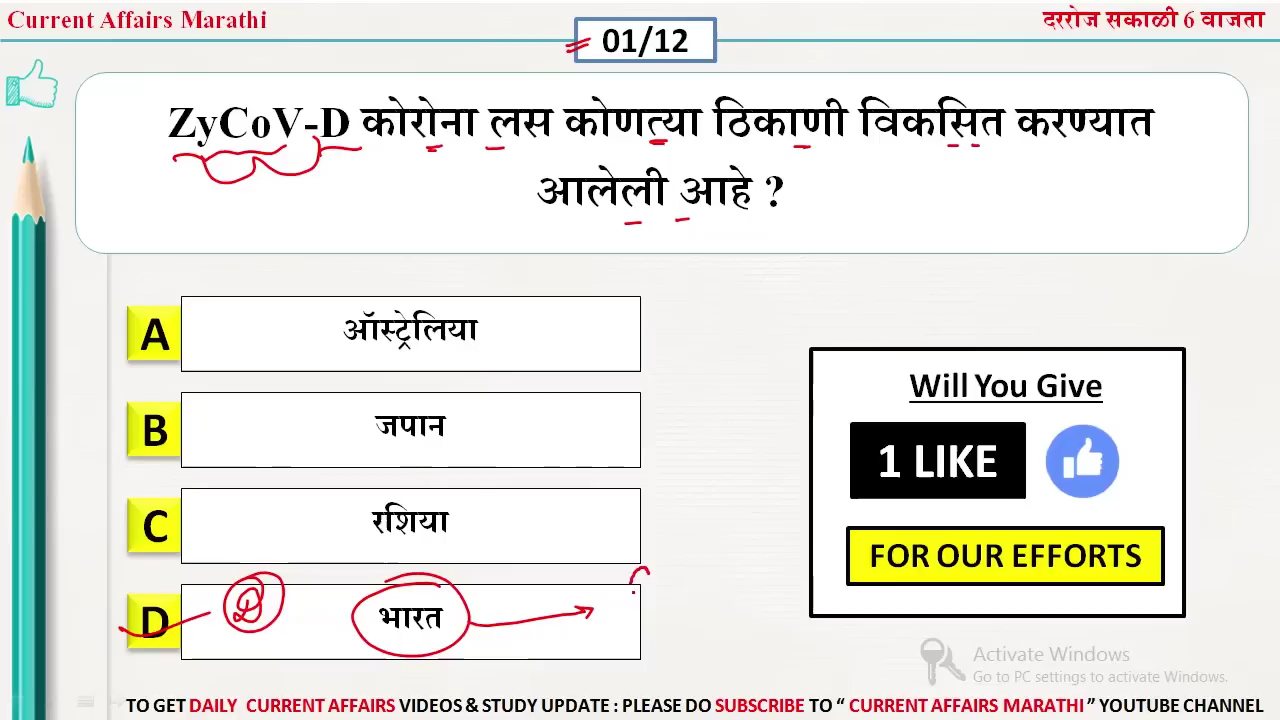 Current Affairs Marathi
दररोज सकाळी 6 वाजता
01/12
ZyCoV-D कोरोना लस कोणत्या ठिकाणी विकसित करण्यात
आलेली आहे ?
A ऑस्ट्रेलिया
B जपान
C रशिया
D D भारत
Will You Give
1 LIKE
FOR OUR EFFORTS
Activate Windows
Go to PC settings to activate Windows.
TO GET DAILY CURRENT AFFAIRS VIDEOS & STUDY UPDATE : PLEASE DO SUBSCRIBE TO “ CURRENT AFFAIRS MARATHI ” YOUTUBE CHANNEL